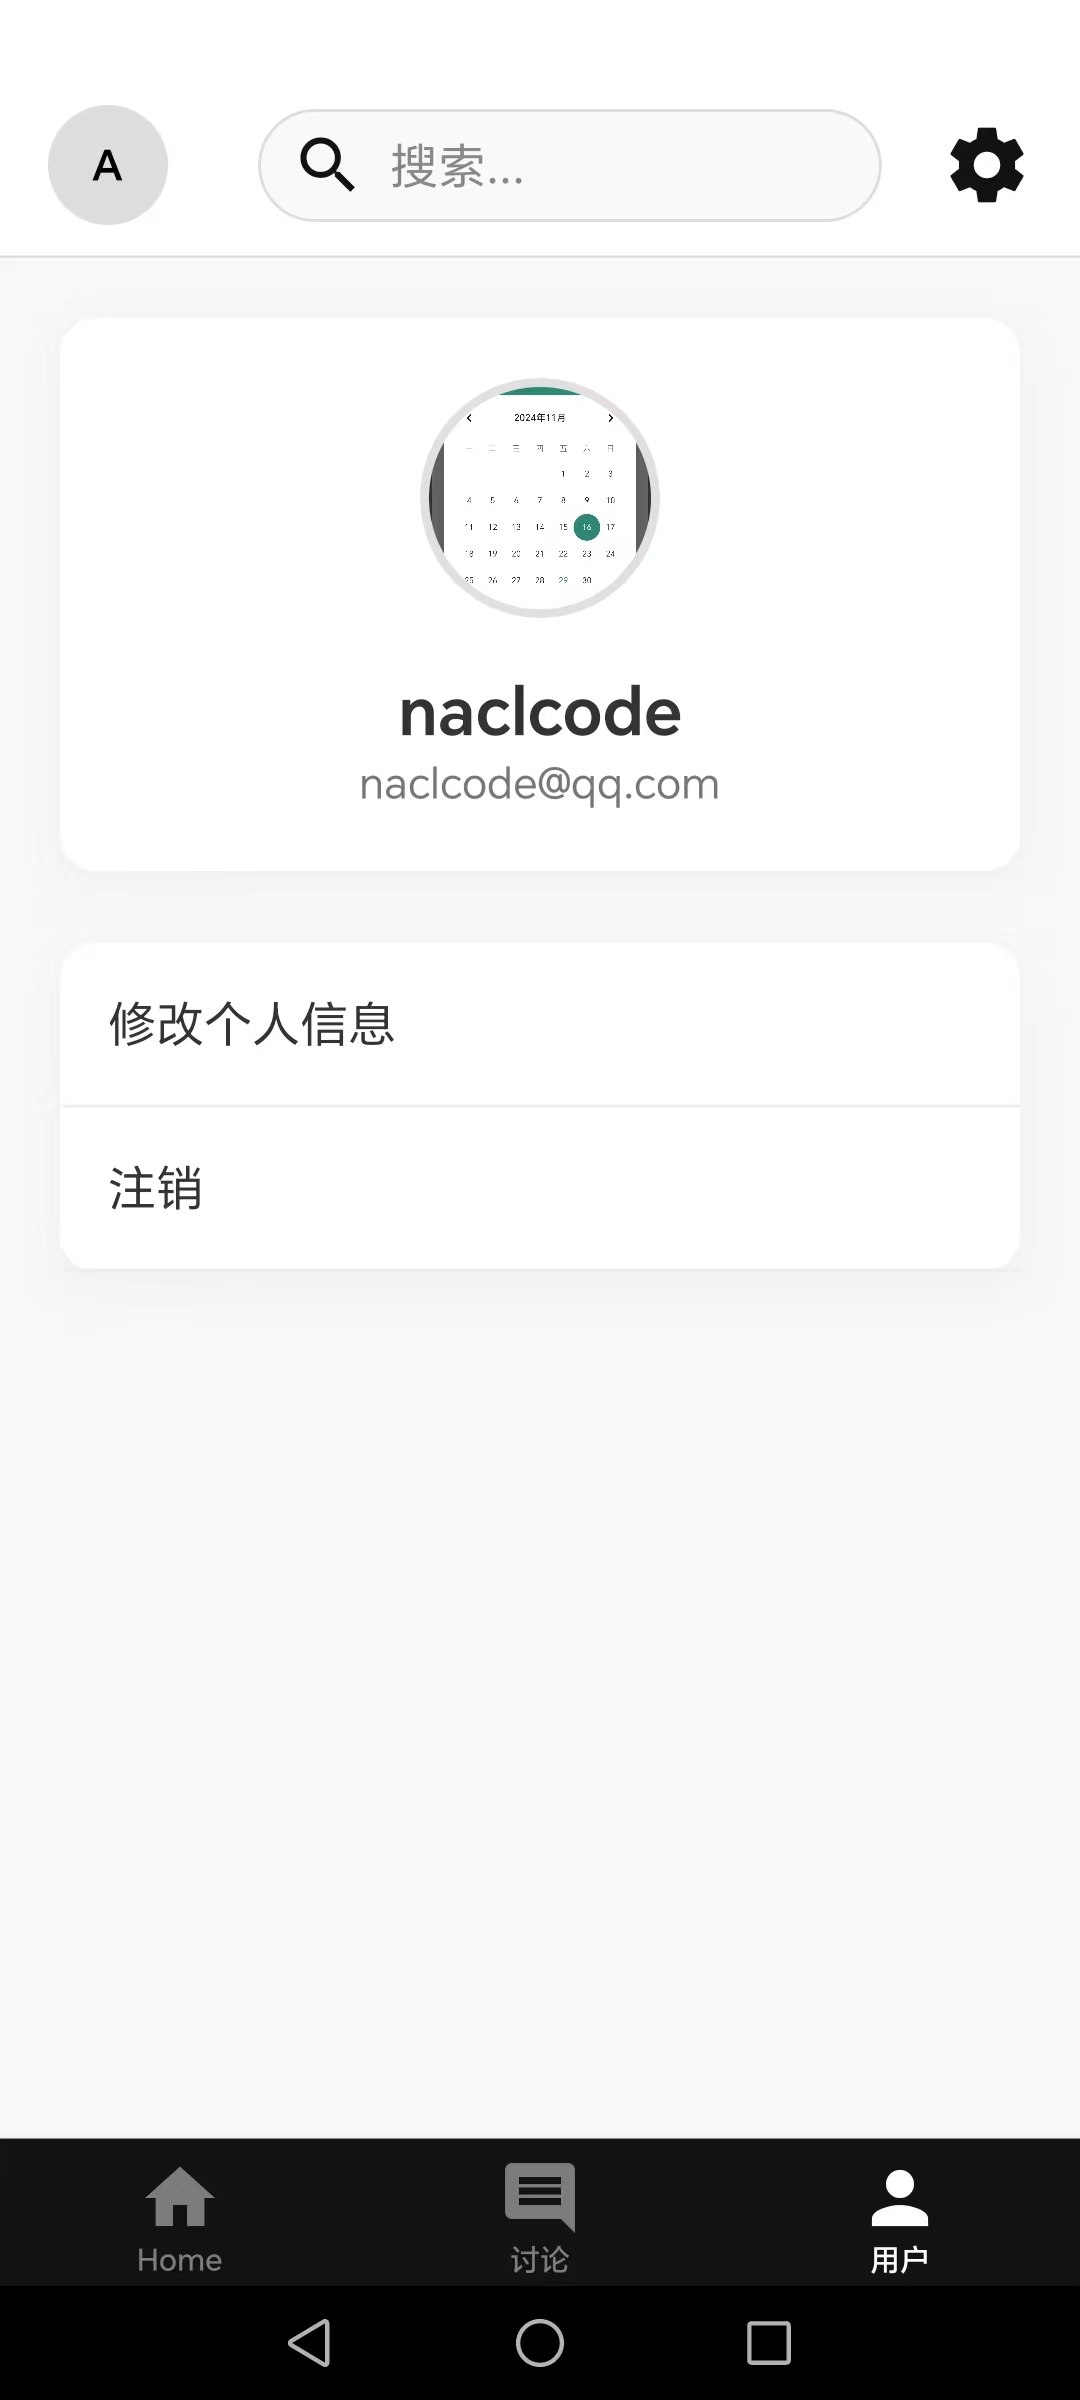 A
搜索...
2024年11月
一 二 三 四 五 六 日
1 2 3
4 5 6 7 8 9 10
11 12 13 14 15 16 17
18 19 20 21 22 23 24
25 26 27 28 29 30
naclcode
naclcode@qq.com
修改个人信息
注销
Home 讨论 用户